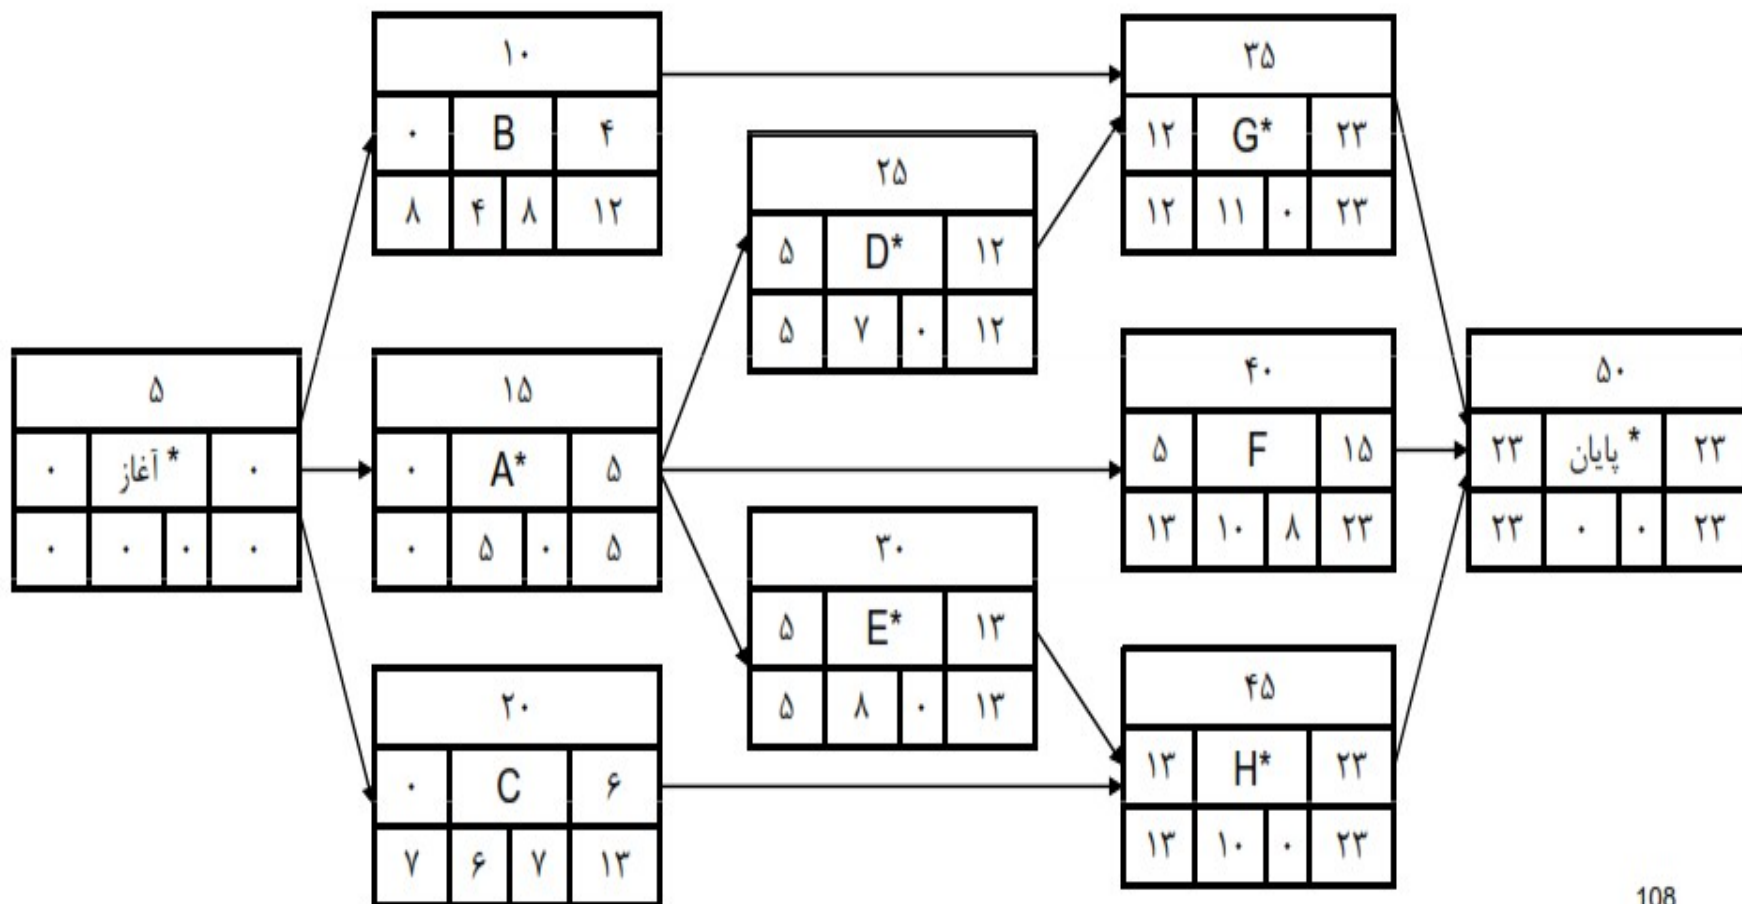 ۱۰
۰ B ۴
۸ ۴ ۸ ۱۲
۳۵
۱۲ G* ۲۳
۱۲ ۱۱ ۰ ۲۳
۲۵
۵ D* ۱۲
۵ ۷ ۰ ۱۲
۵
۰ آغاز * ۰
۰ ۰ ۰ ۰
۱۵
۰ A* ۵
۰ ۵ ۰ ۵
۴۰
۵ F ۱۵
۱۳ ۱۰ ۸ ۲۳
۵۰
۲۳ پایان * ۲۳
۲۳ ۰ ۰ ۲۳
۳۰
۵ E* ۱۳
۵ ۸ ۰ ۱۳
۲۰
۰ C ۶
۷ ۶ ۷ ۱۳
۴۵
۱۳ H* ۲۳
۱۳ ۱۰ ۰ ۲۳
108